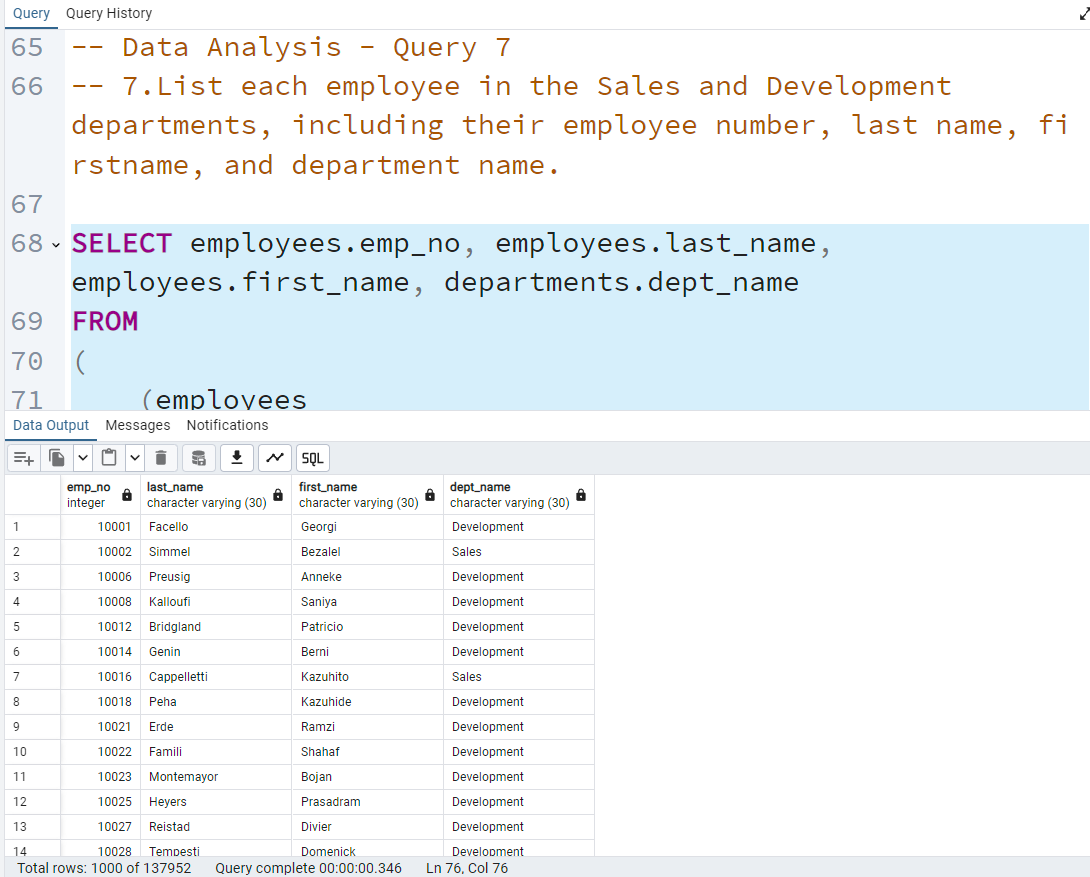 Query Query History
65 -- Data Analysis - Query 7
66 -- 7.List each employee in the Sales and Development
departments, including their employee number, last name, fi
rstname, and department name.
67
68 SELECT employees.emp_no, employees.last_name,
employees.first_name, departments.dept_name
69 FROM
70 (
71 (employees
Data Output Messages Notifications
SQL
emp_no last_name first_name dept_name
integer character varying (30) character varying (30) character varying (30)
1 10001 Facello Georgi Development
2 10002 Simmel Bezalel Sales
3 10006 Preusig Anneke Development
4 10008 Kalloufi Saniya Development
5 10012 Bridgland Patricio Development
6 10014 Genin Berni Development
7 10016 Cappelletti Kazuhito Sales
8 10018 Peha Kazuhide Development
9 10021 Erde Ramzi Development
10 10022 Famili Shahaf Development
11 10023 Montemayor Bojan Development
12 10025 Heyers Prasadram Development
13 10027 Reistad Divier Development
14 10028 Tempesti Domenick Development
Total rows: 1000 of 137952 Query complete 00:00:00.346 Ln 76, Col 76